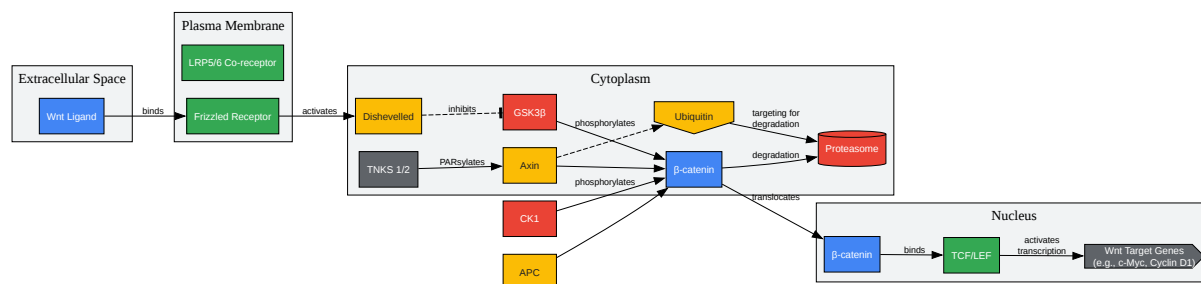 Plasma Membrane
LRP5/6 Co-receptor
Extracellular Space
Wnt Ligand
binds
Frizzled Receptor
activates
Cytoplasm
Dishevelled
inhibits
GSK3β
phosphorylates
Ubiquitin
targeting for
degradation
Proteasome
TNKS 1/2
PARsylates
Axin
phosphorylates
β-catenin
degradation
CK1
APC
translocates
Nucleus
β-catenin
binds
TCF/LEF
activates
transcription
Wnt Target Genes
(e.g., c-Myc, Cyclin D1)